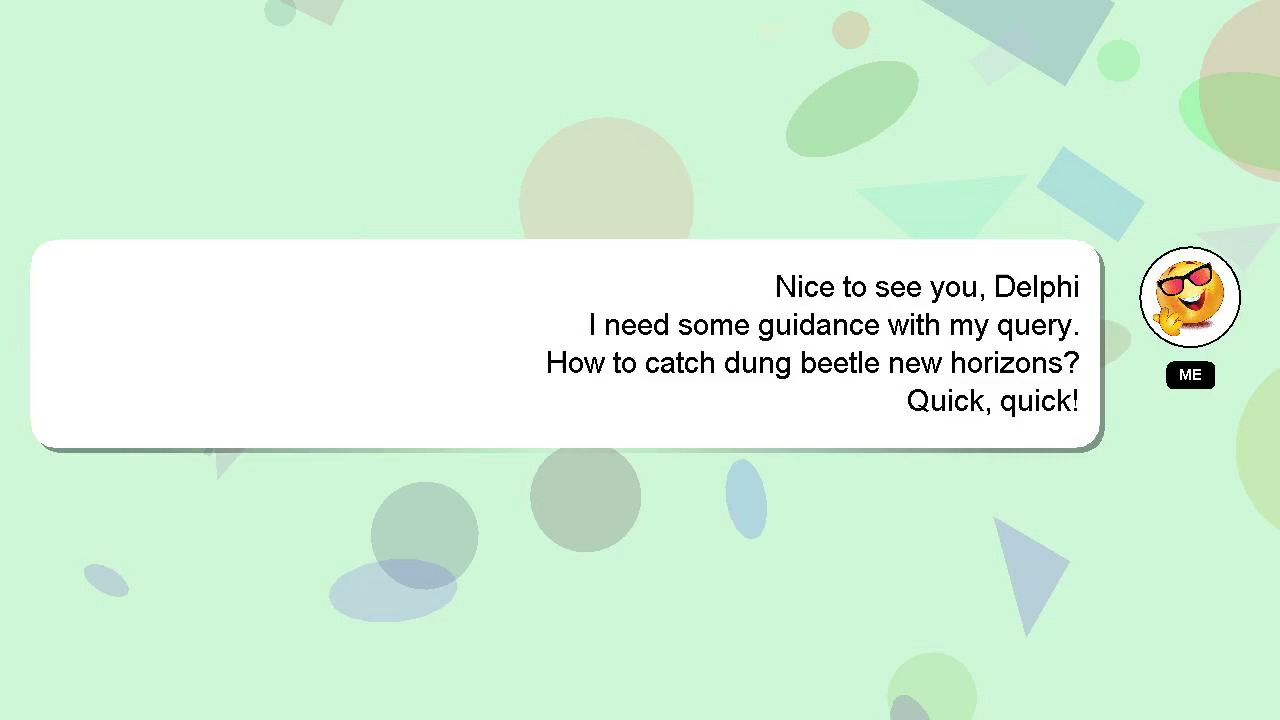 Nice to see you, Delphi
I need some guidance with my query.
How to catch dung beetle new horizons?
Quick, quick!
ME